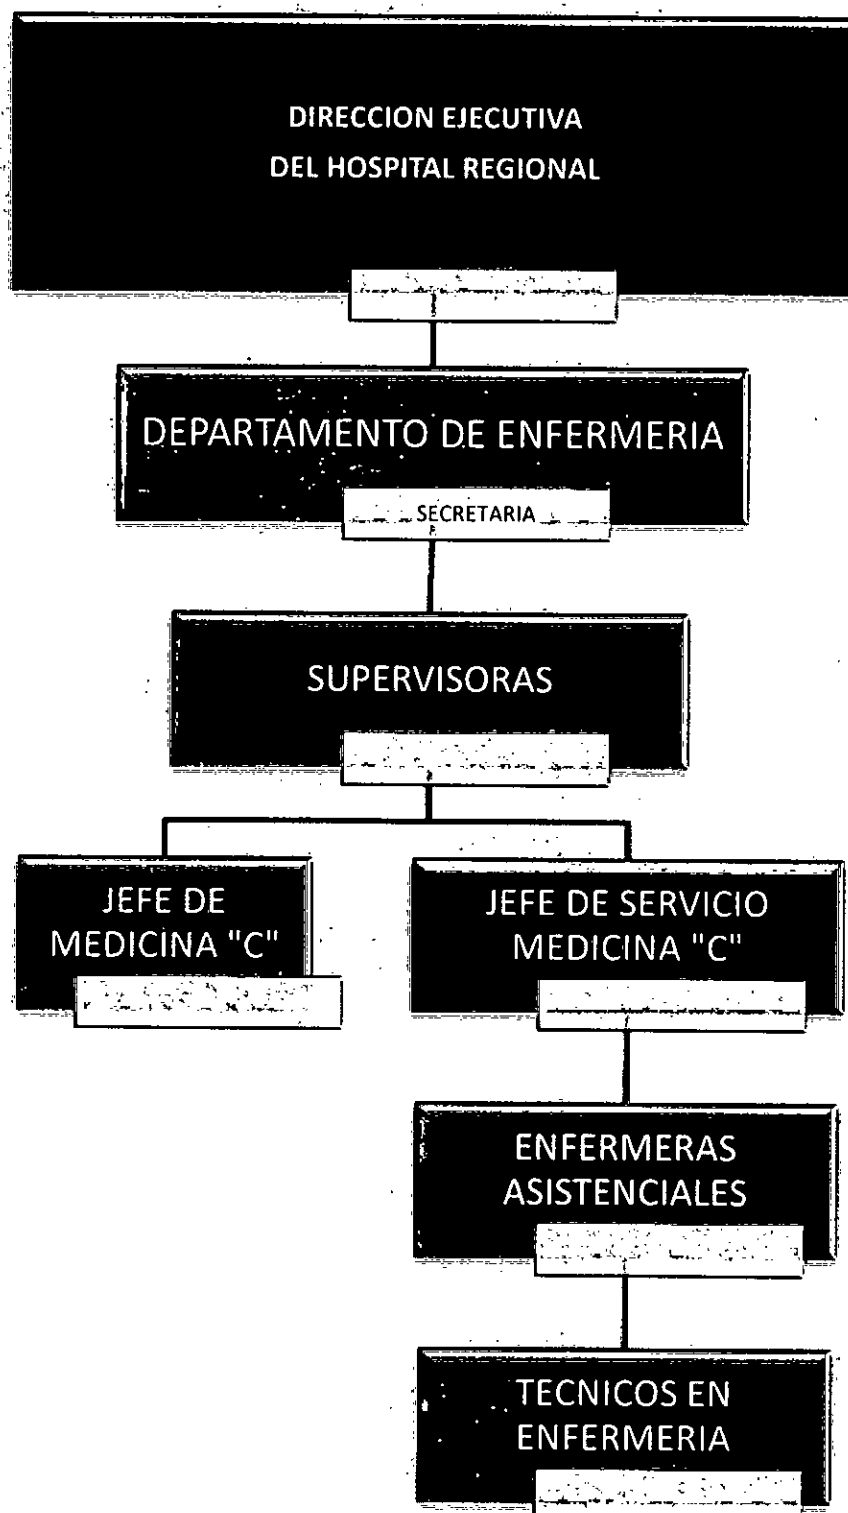 DIRECCION EJECUTIVA
DEL HOSPITAL REGIONAL
DEPARTAMENTO DE ENFERMERIA
SECRETARIA
SUPERVISORAS
JEFE DE
MEDICINA "C"
JEFE DE SERVICIO
MEDICINA "C"
ENFERMERAS
ASISTENCIALES
TECNICOS EN
ENFERMERIA